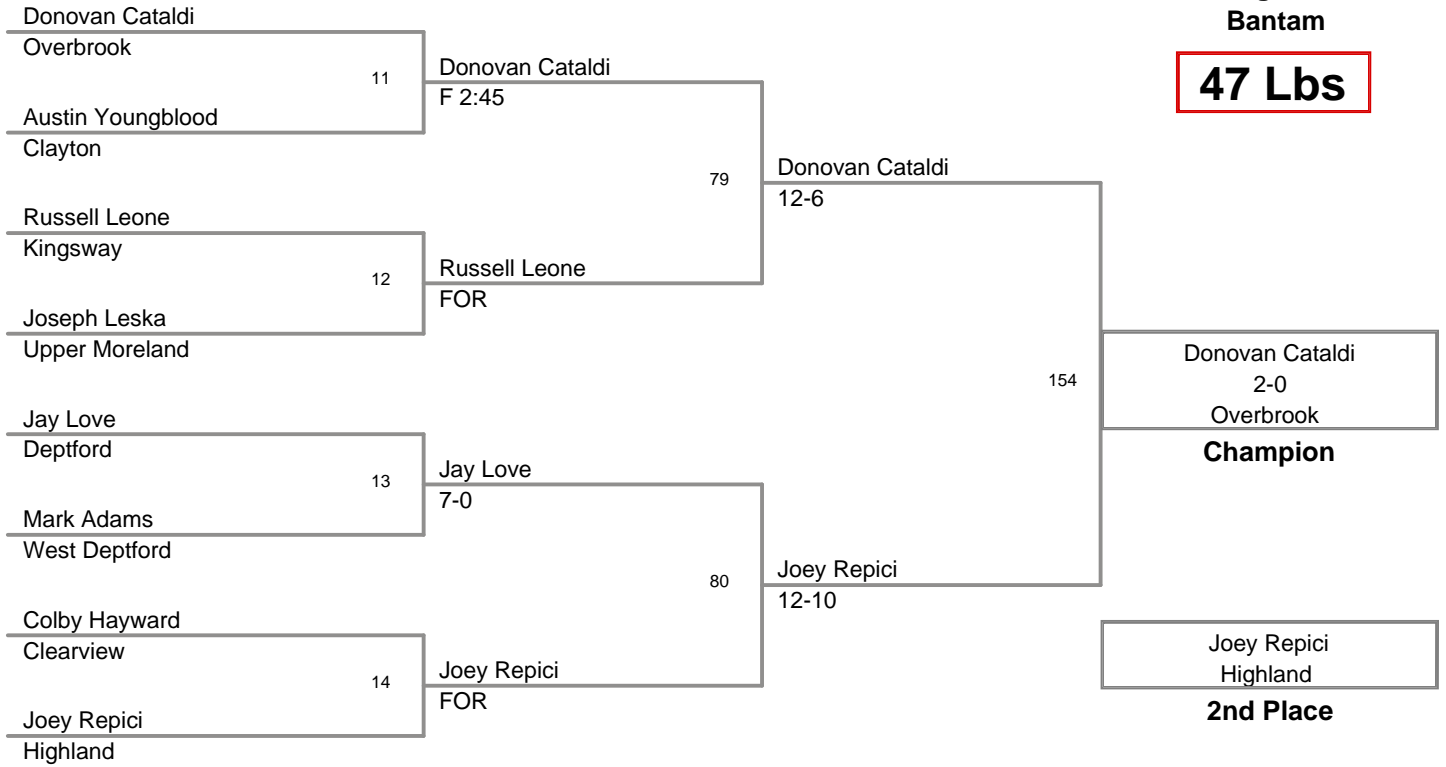 Bantam
47 Lbs
Donovan Cataldi
Overbrook
11
Austin Youngblood
Clayton
Russell Leone
Kingsway
12
Joseph Leska
Upper Moreland
Jay Love
Deptford
13
Mark Adams
West Deptford
Colby Hayward
Clearview
14
Joey Repici
Highland
Donovan Cataldi
F 2:45
79
Russell Leone
FOR
Jay Love
7-0
80
Joey Repici
FOR
Donovan Cataldi
12-6
154
Joey Repici
12-10
Donovan Cataldi
2-0
Overbrook
Champion
Joey Repici
Highland
2nd Place